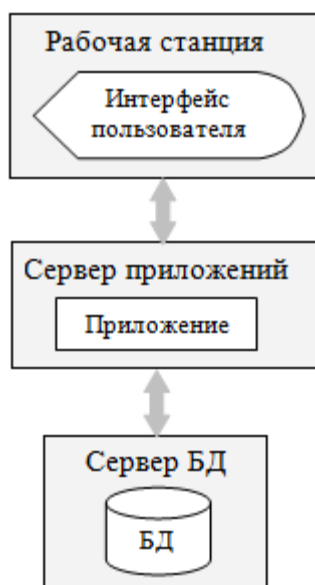 Рабочая станция
Интерфейс
пользователя
Сервер приложений
Приложение
Сервер БД
БД